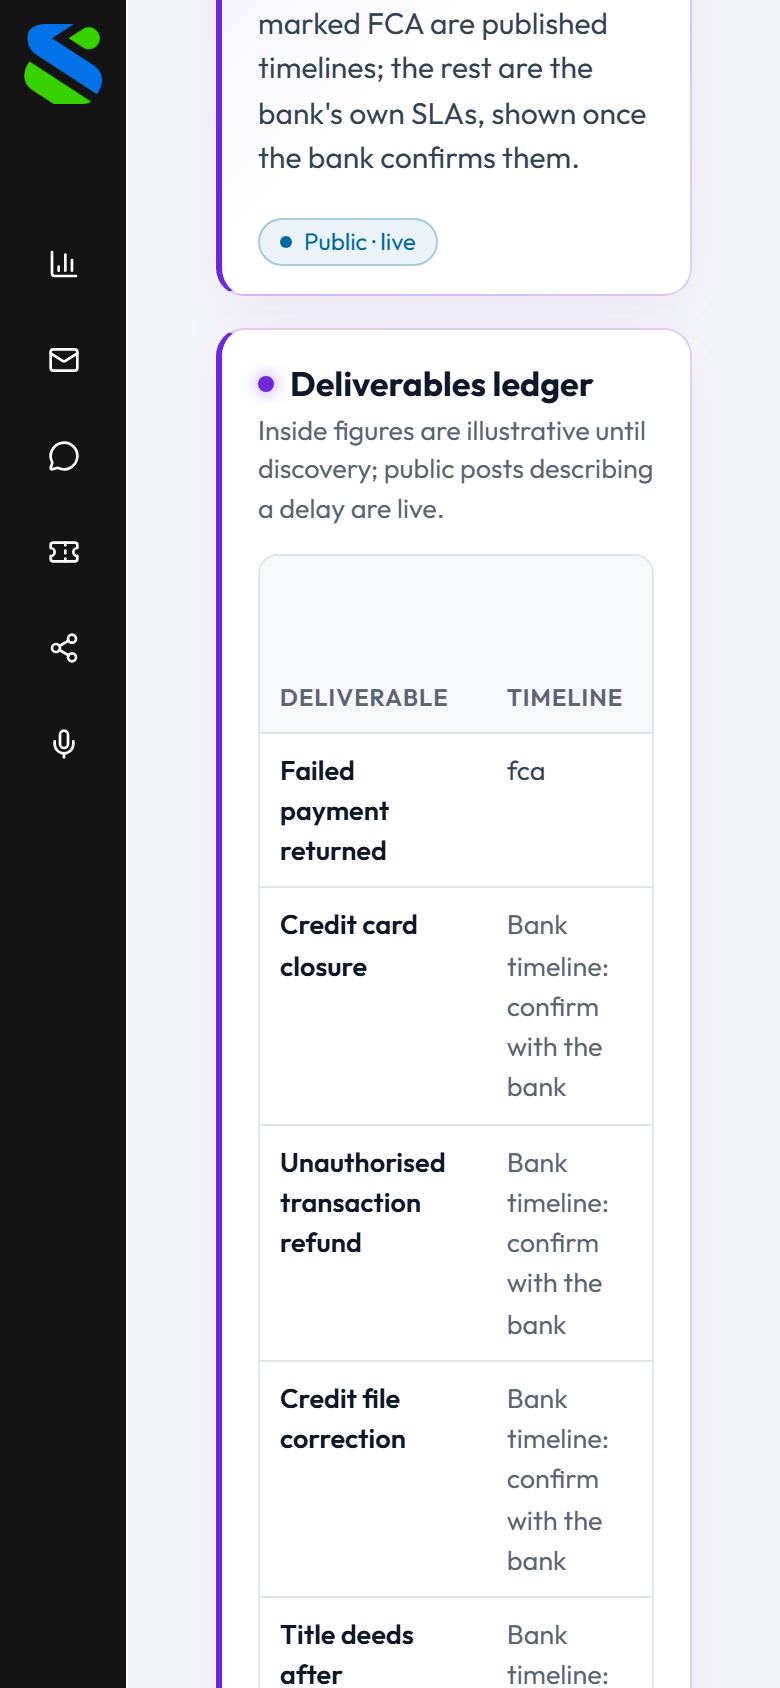 marked FCA are published
timelines; the rest are the
bank's own SLAs, shown once
the bank confirms them.
Public · live
Deliverables ledger
Inside figures are illustrative until
discovery; public posts describing
a delay are live.
DELIVERABLE TIMELINE
Failed
payment
returned
fca
Credit card
closure
Bank
timeline:
confirm
with the
bank
Unauthorised
transaction
refund
Bank
timeline:
confirm
with the
bank
Credit file
correction
Bank
timeline:
confirm
with the
bank
Title deeds
after
Bank
timeline: